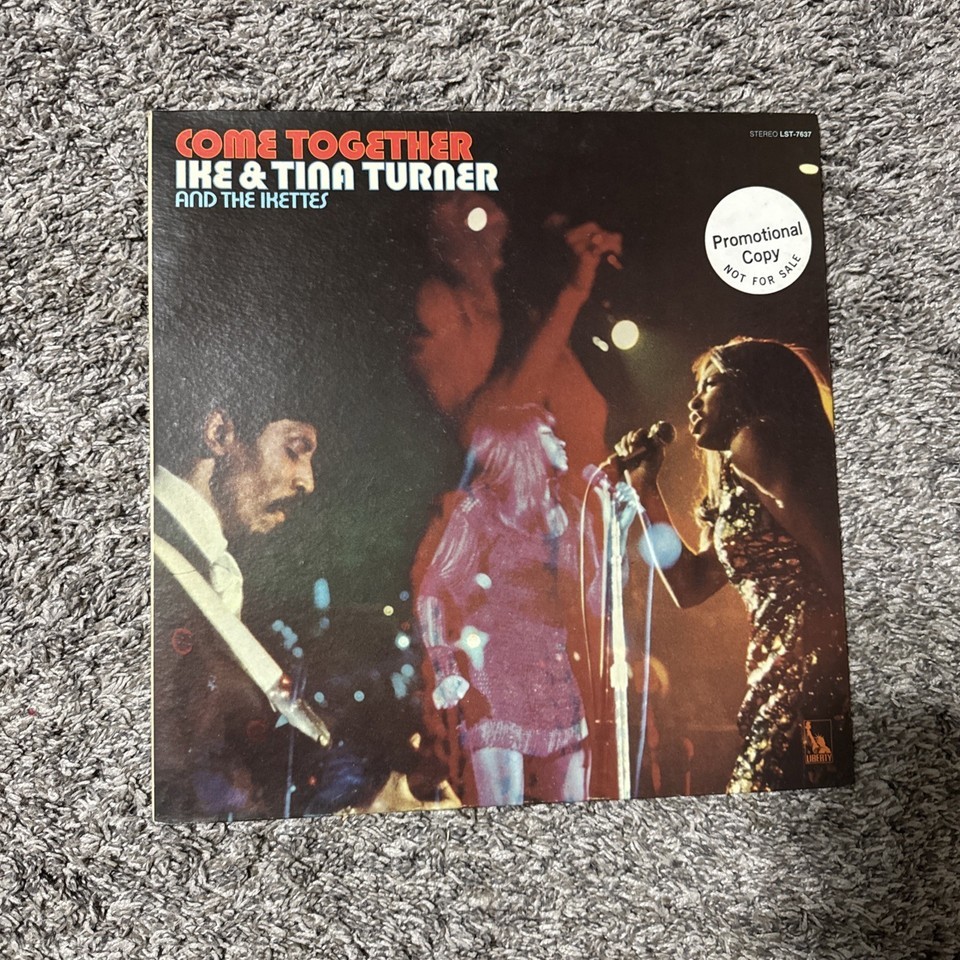 COME TOGETHER
IKE & TINA TURNER
AND THE IKETTES
STEREO LST-7637
Promotional
Copy
NOT FOR SALE
LIBERTY